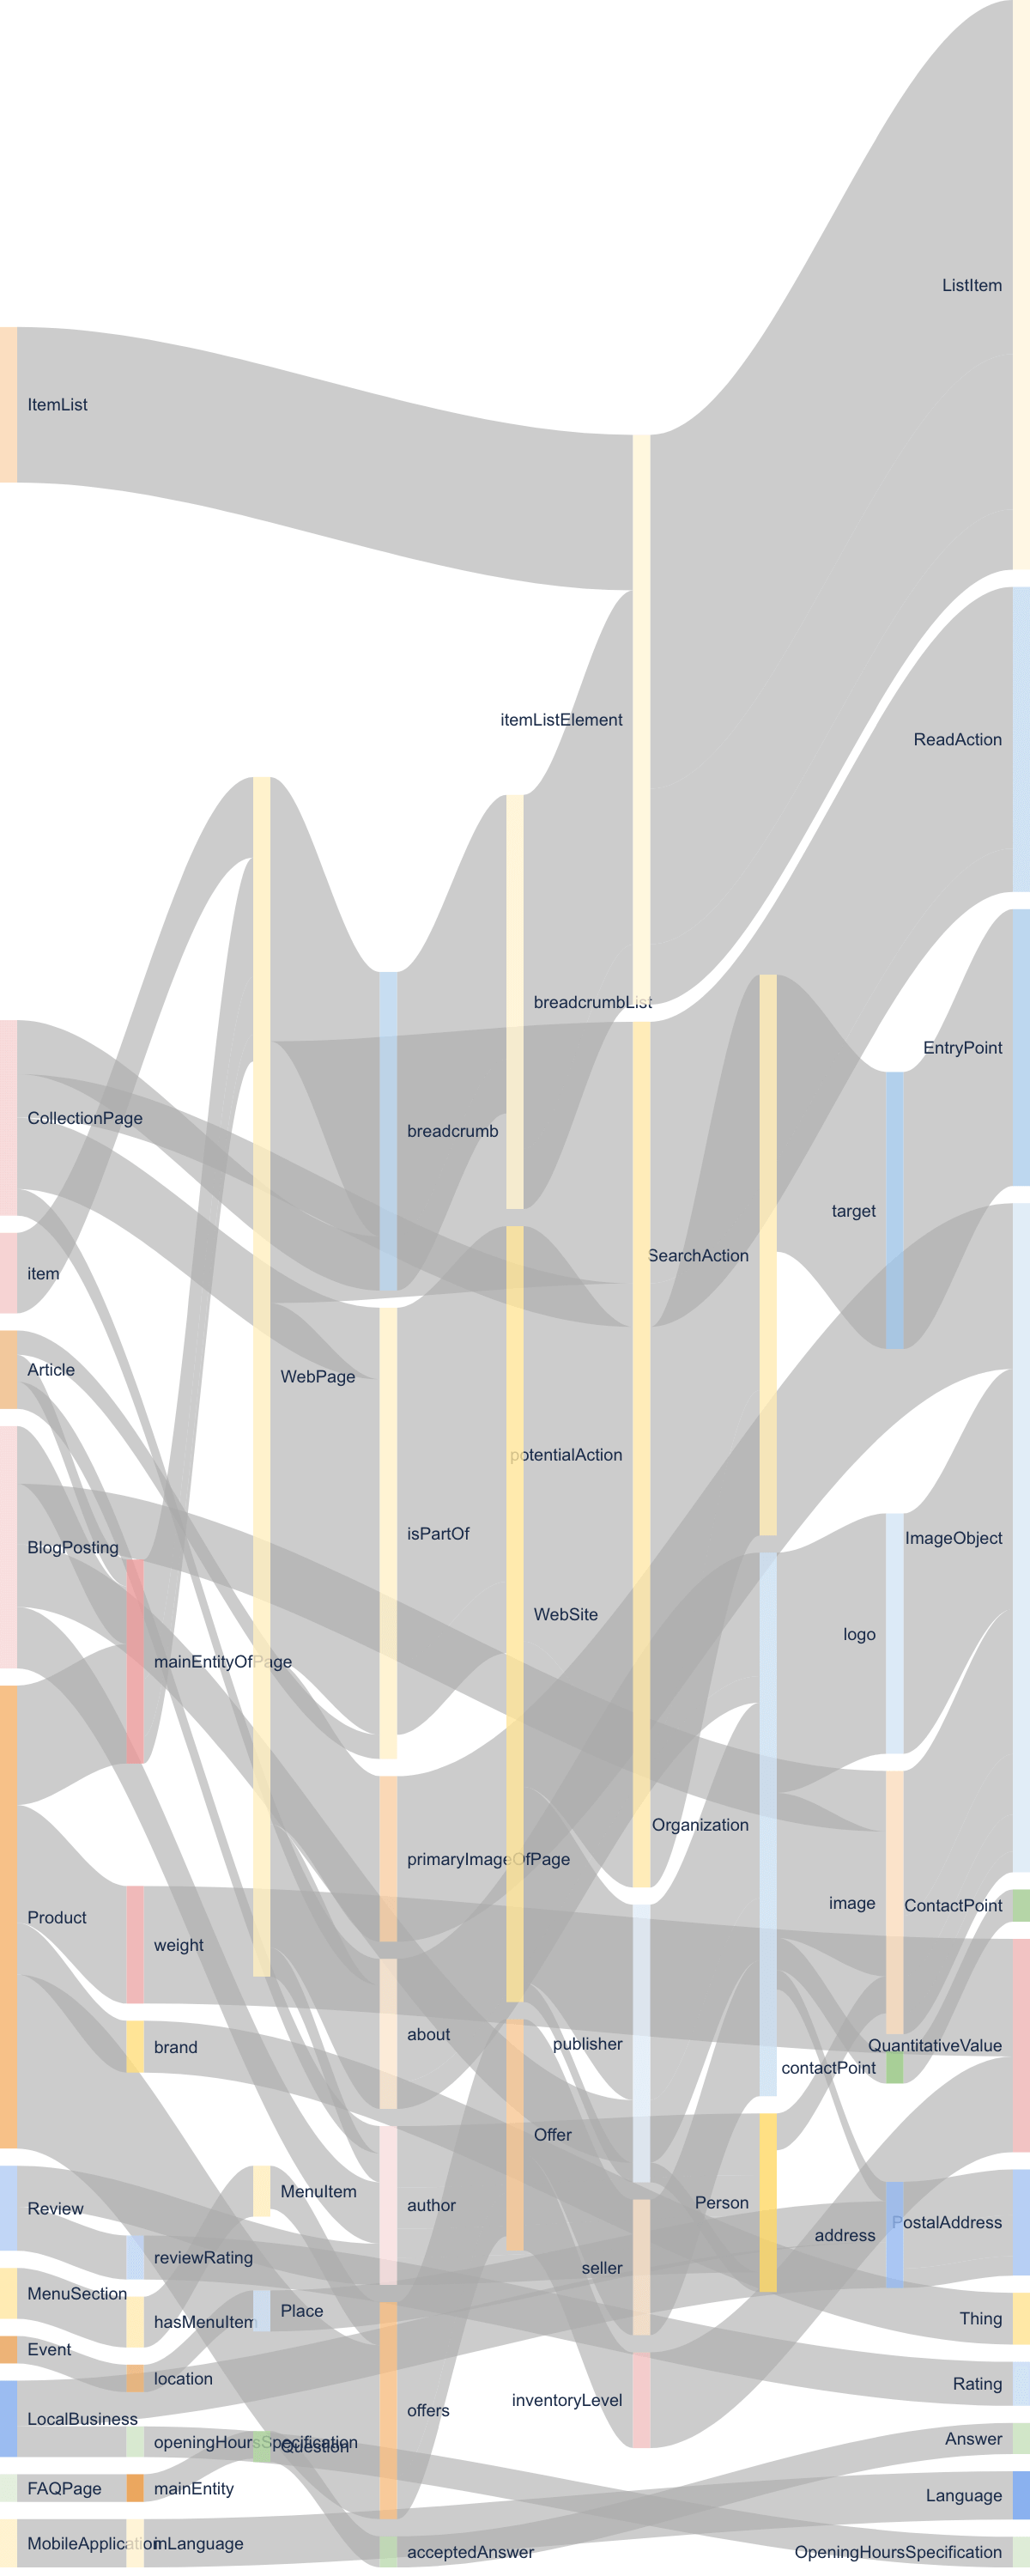 ListItem
ItemList
itemListElement
ReadAction
breadcrumbList
EntryPoint
CollectionPage
breadcrumb
target
SearchAction
item
Article
WebPage
potentialAction
isPartOf
ImageObject
BlogPosting
WebSite
logo
mainEntityOfPage
Organization
primaryImageOfPage
image
ContactPoint
Product
weight
about
publisher
QuantitativeValue
brand
contactPoint
Offer
MenuItem
Person
author
Review
address
PostalAddress
reviewRating
seller
MenuSection
Place
Thing
hasMenuItem
Event
location
Rating
inventoryLevel
offers
LocalBusiness
Answer
openingHoursSpecification
Question
FAQPage
mainEntity
Language
MobileApplication
inLanguage
acceptedAnswer
OpeningHoursSpecification